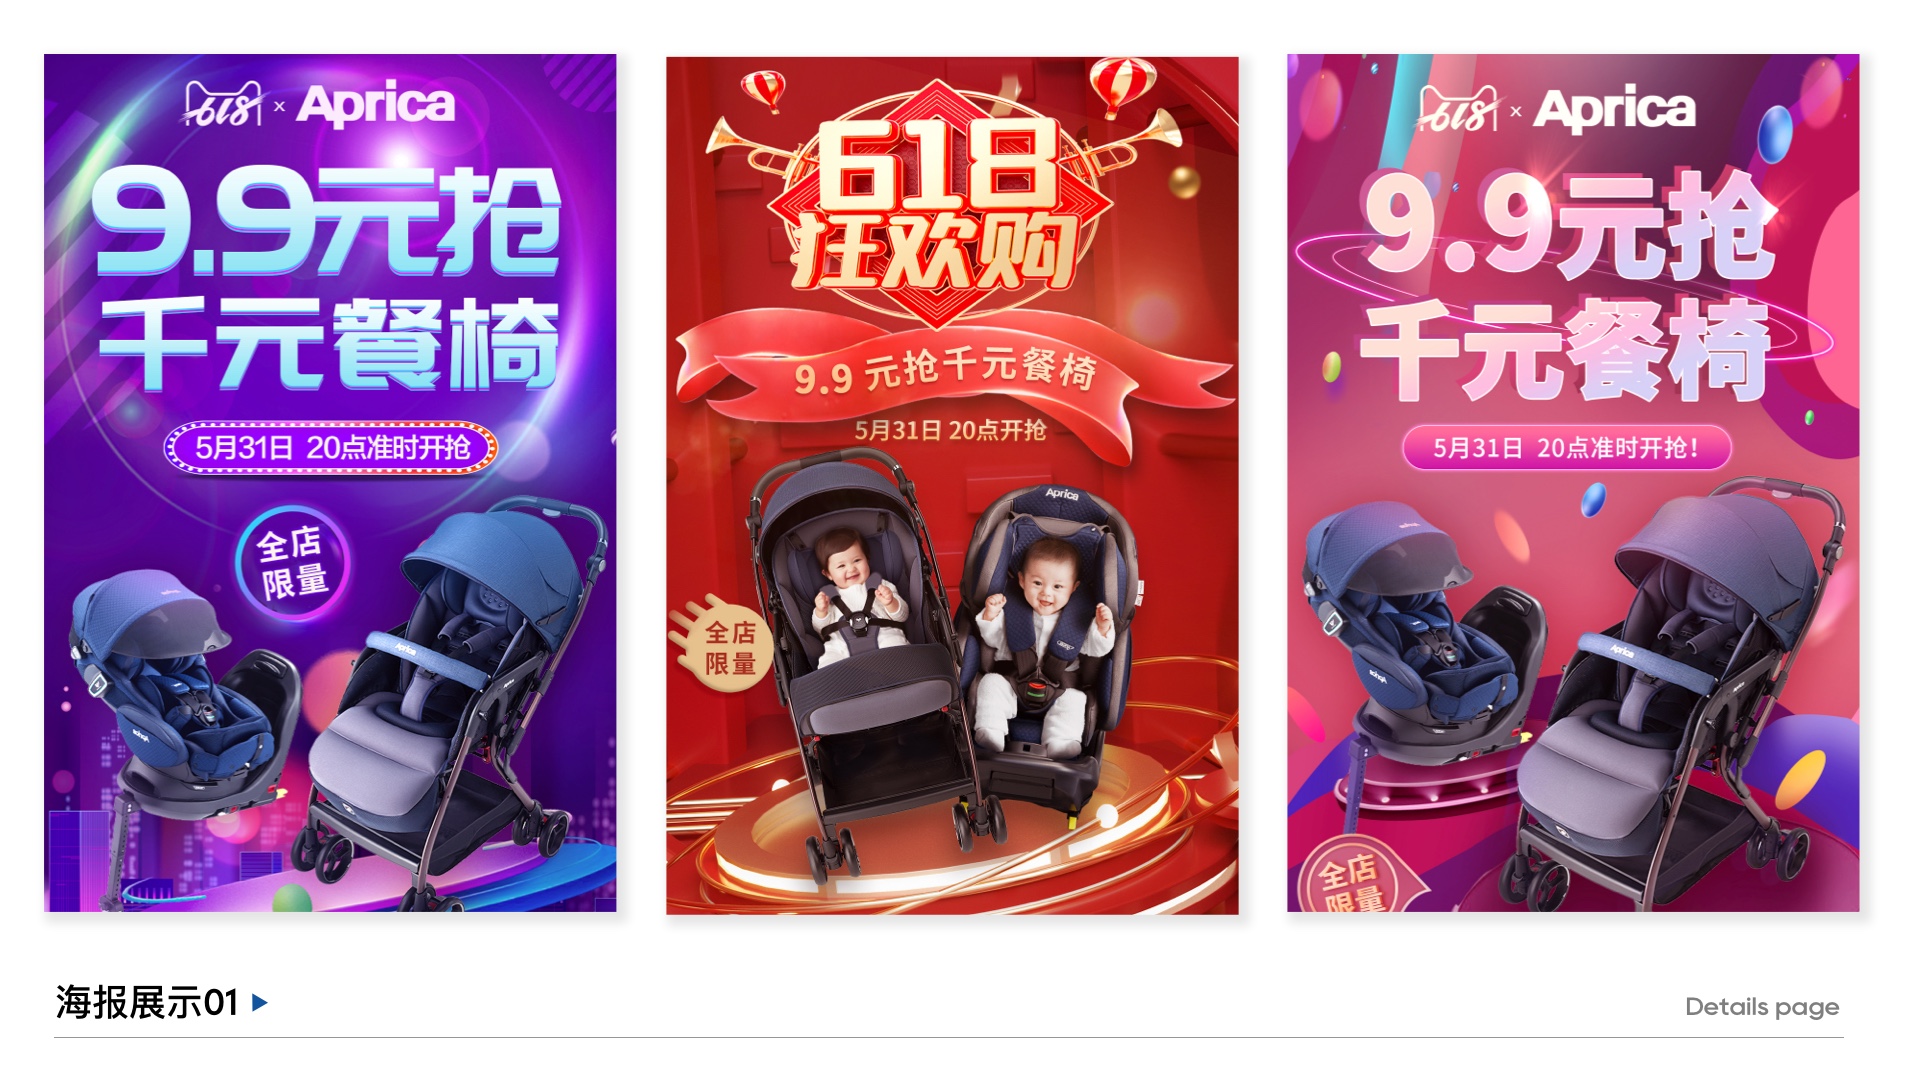 618 x Aprica
9.9元抢
千元餐椅
5月31日 20点准时开抢
全店
限量
Aprica
618
狂欢购
9.9 元抢千元餐椅
5月31日 20点开抢
Aprica
全店
限量
618 x Aprica
9.9元抢
千元餐椅
5月31日 20点准时开抢!
Aprica
全店
限量
海报展示01
Details page